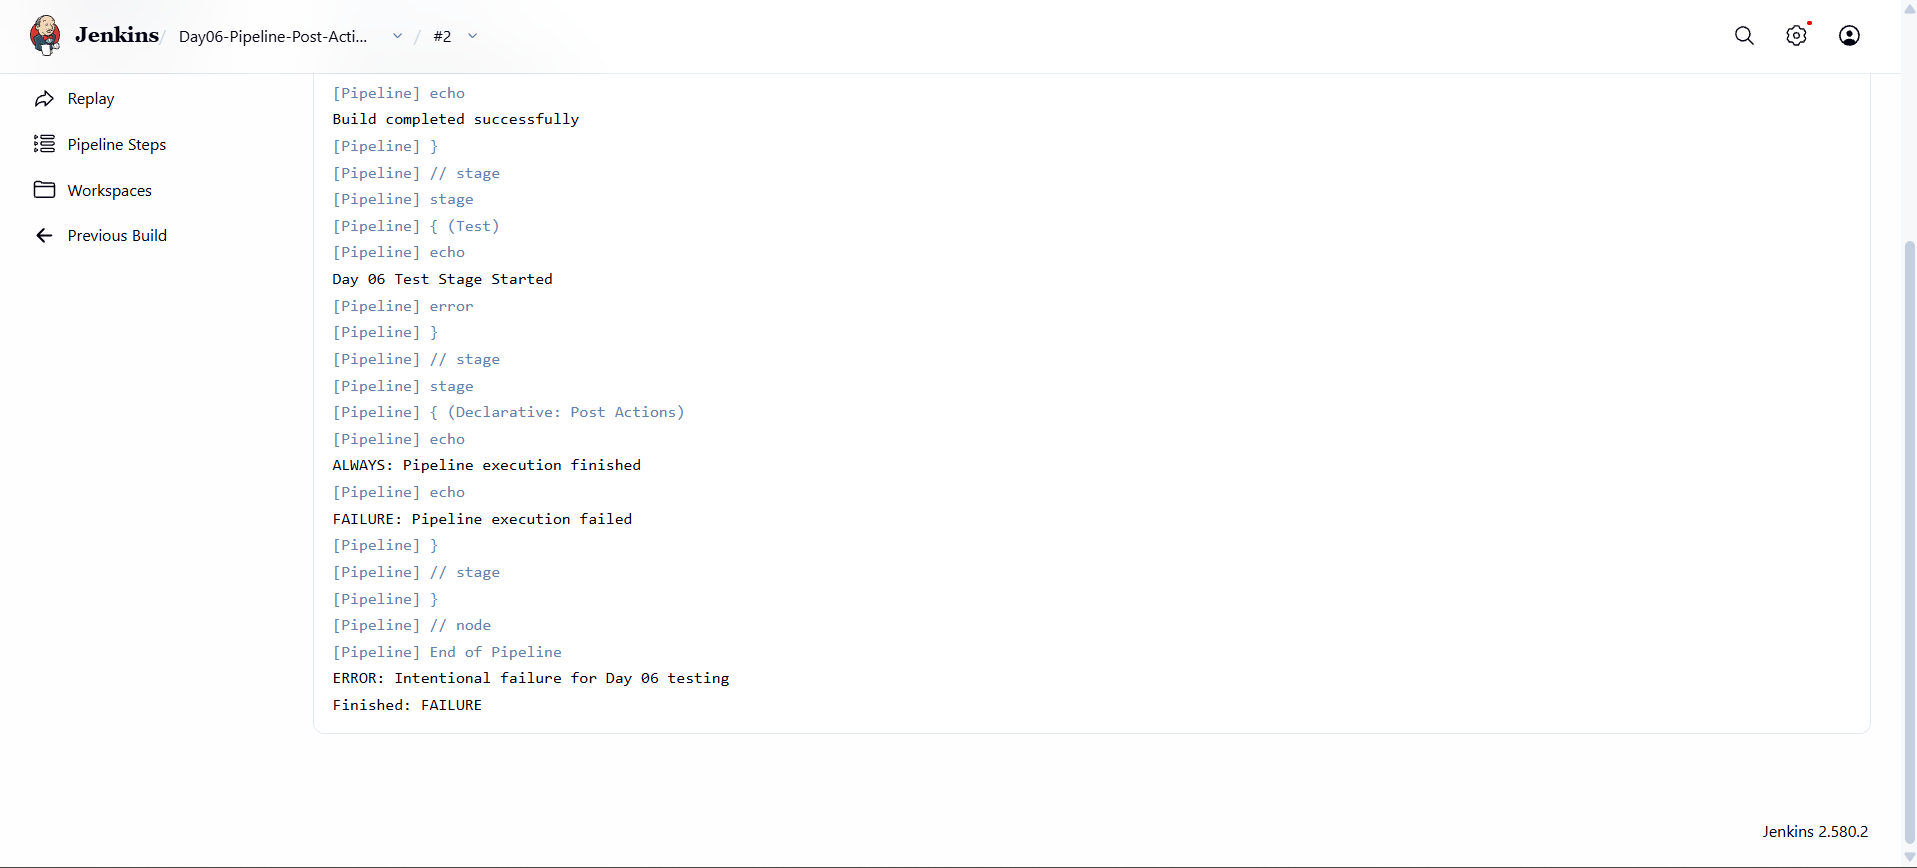 Jenkins / Day06-Pipeline-Post-Acti... / #2
Replay
Pipeline Steps
Workspaces
Previous Build
[Pipeline] echo
Build completed successfully
[Pipeline] }
[Pipeline] // stage
[Pipeline] stage
[Pipeline] { (Test)
[Pipeline] echo
Day 06 Test Stage Started
[Pipeline] error
[Pipeline] }
[Pipeline] // stage
[Pipeline] stage
[Pipeline] { (Declarative: Post Actions)
[Pipeline] echo
ALWAYS: Pipeline execution finished
[Pipeline] echo
FAILURE: Pipeline execution failed
[Pipeline] }
[Pipeline] // stage
[Pipeline] }
[Pipeline] // node
[Pipeline] End of Pipeline
ERROR: Intentional failure for Day 06 testing
Finished: FAILURE
Jenkins 2.580.2